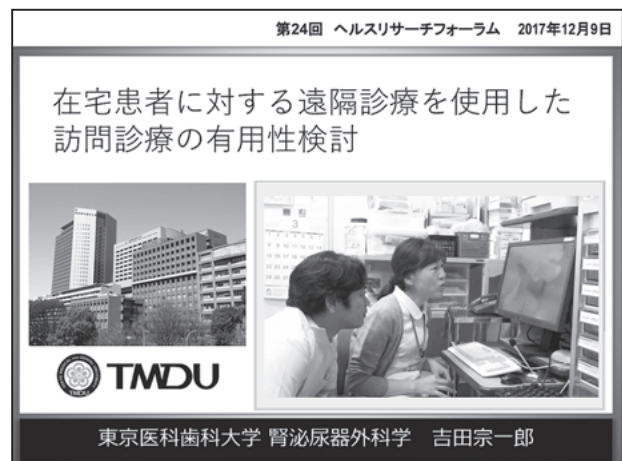 第24回 ヘルスリサーチフォーラム 2017年12月9日
在宅患者に対する遠隔診療を使用した
訪問診療の有用性検討
3
TMDU
TMDU
東京医科歯科大学 腎泌尿器外科学 吉田宗一郎